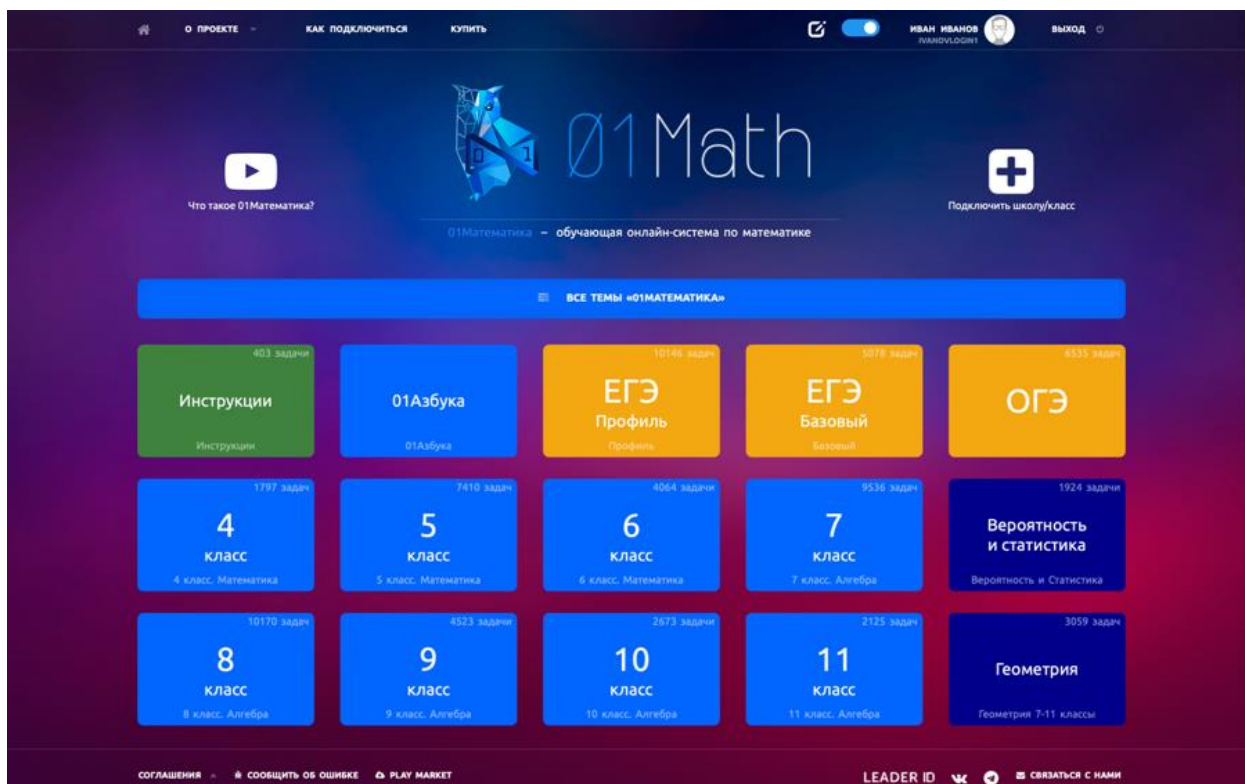 О ПРОЕКТЕ
КАК ПОДКЛЮЧИТЬСЯ
КУПИТЬ
ИВАН ИВАНОВ
IVANOVLOGIN1
ВЫХОД
0 1
01Math
Что такое 01Математика?
Подключить школу/класс
01Математика – обучающая онлайн-система по математике
ВСЕ ТЕМЫ «01МАТЕМАТИКА»
403 задачи
Инструкции
Инструкции
01Азбука
01Азбука
10146 задач
ЕГЭ
Профиль
Профиль
5078 задач
ЕГЭ
Базовый
Базовый
6535 задач
ОГЭ
1797 задач
4
класс
4 класс. Математика
7410 задач
5
класс
5 класс. Математика
4064 задачи
6
класс
6 класс. Математика
9536 задач
7
класс
7 класс. Алгебра
1924 задачи
Вероятность
и статистика
Вероятность и Статистика
10170 задач
8
класс
8 класс. Алгебра
4523 задачи
9
класс
9 класс. Алгебра
2673 задачи
10
класс
10 класс. Алгебра
2125 задач
11
класс
11 класс. Алгебра
3059 задач
Геометрия
Геометрия 7-11 классы
СОГЛАШЕНИЯ
СООБЩИТЬ ОБ ОШИБКЕ
PLAY MARKET
LEADER ID
СВЯЗАТЬСЯ С НАМИ